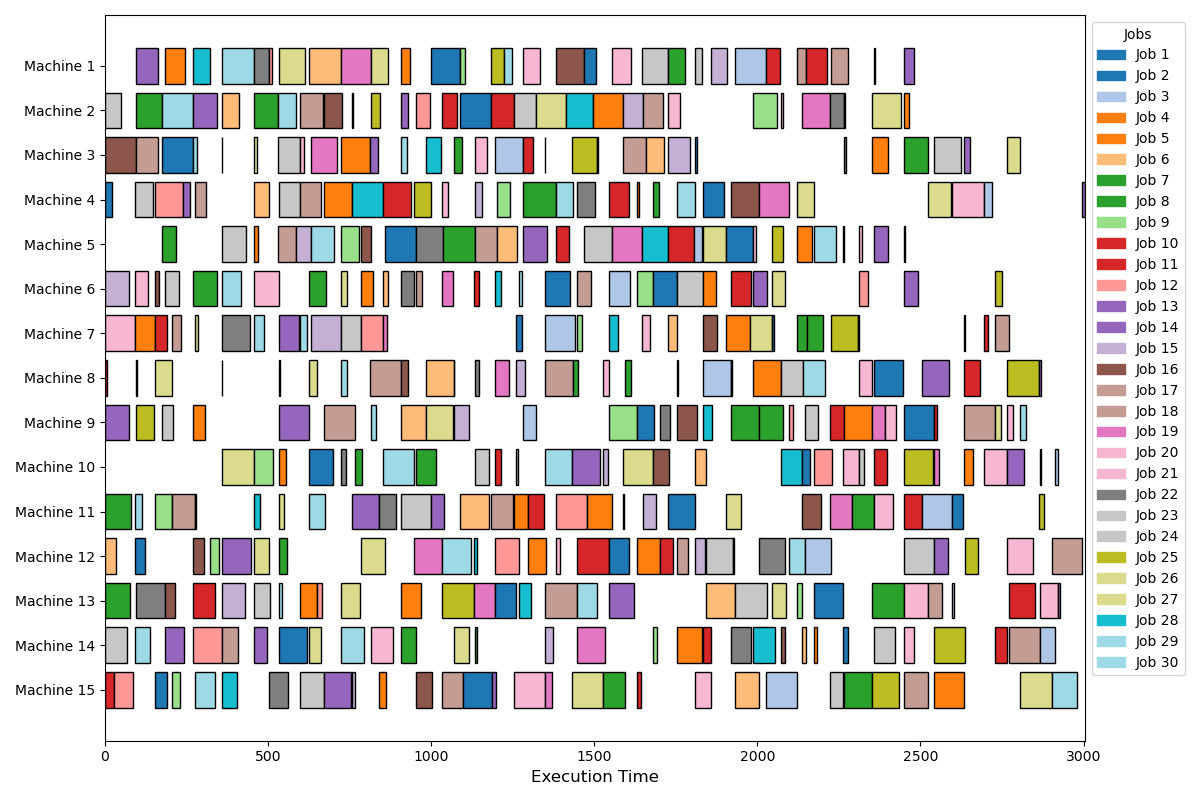 Machine 1
Machine 2
Machine 3
Machine 4
Machine 5
Machine 6
Machine 7
Machine 8
Machine 9
Machine 10
Machine 11
Machine 12
Machine 13
Machine 14
Machine 15
0 500 1000 1500 2000 2500 3000
Execution Time
Jobs
Job 1
Job 2
Job 3
Job 4
Job 5
Job 6
Job 7
Job 8
Job 9
Job 10
Job 11
Job 12
Job 13
Job 14
Job 15
Job 16
Job 17
Job 18
Job 19
Job 20
Job 21
Job 22
Job 23
Job 24
Job 25
Job 26
Job 27
Job 28
Job 29
Job 30